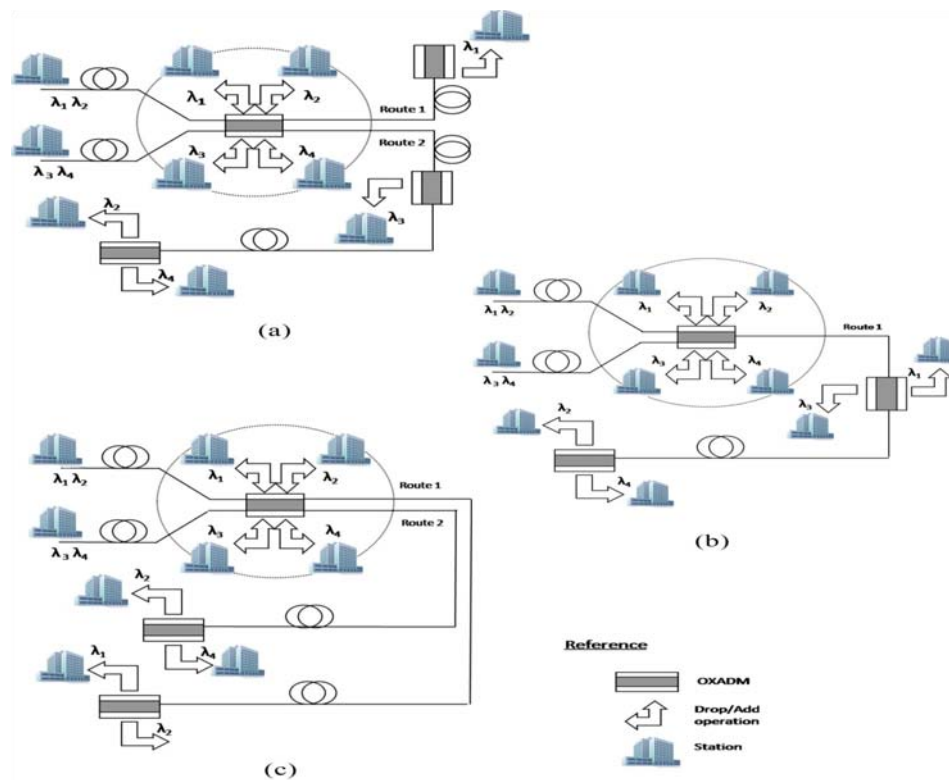 λ₁
λ₁ λ₂
λ₁
λ₂
Route 1
Route 2
λ₃ λ₄
λ₃
λ₄
λ₂
λ₃
λ₄
(a)
λ₁ λ₂
λ₁
λ₂
Route 1
λ₃ λ₄
λ₃
λ₄
λ₁
λ₃
λ₂
λ₄
(b)
λ₁ λ₂
λ₁
λ₂
Route 1
Route 2
λ₃ λ₄
λ₃
λ₄
λ₂
λ₄
λ₁
λ₂
(c)
Reference
OXADM
Drop/Add
operation
Station